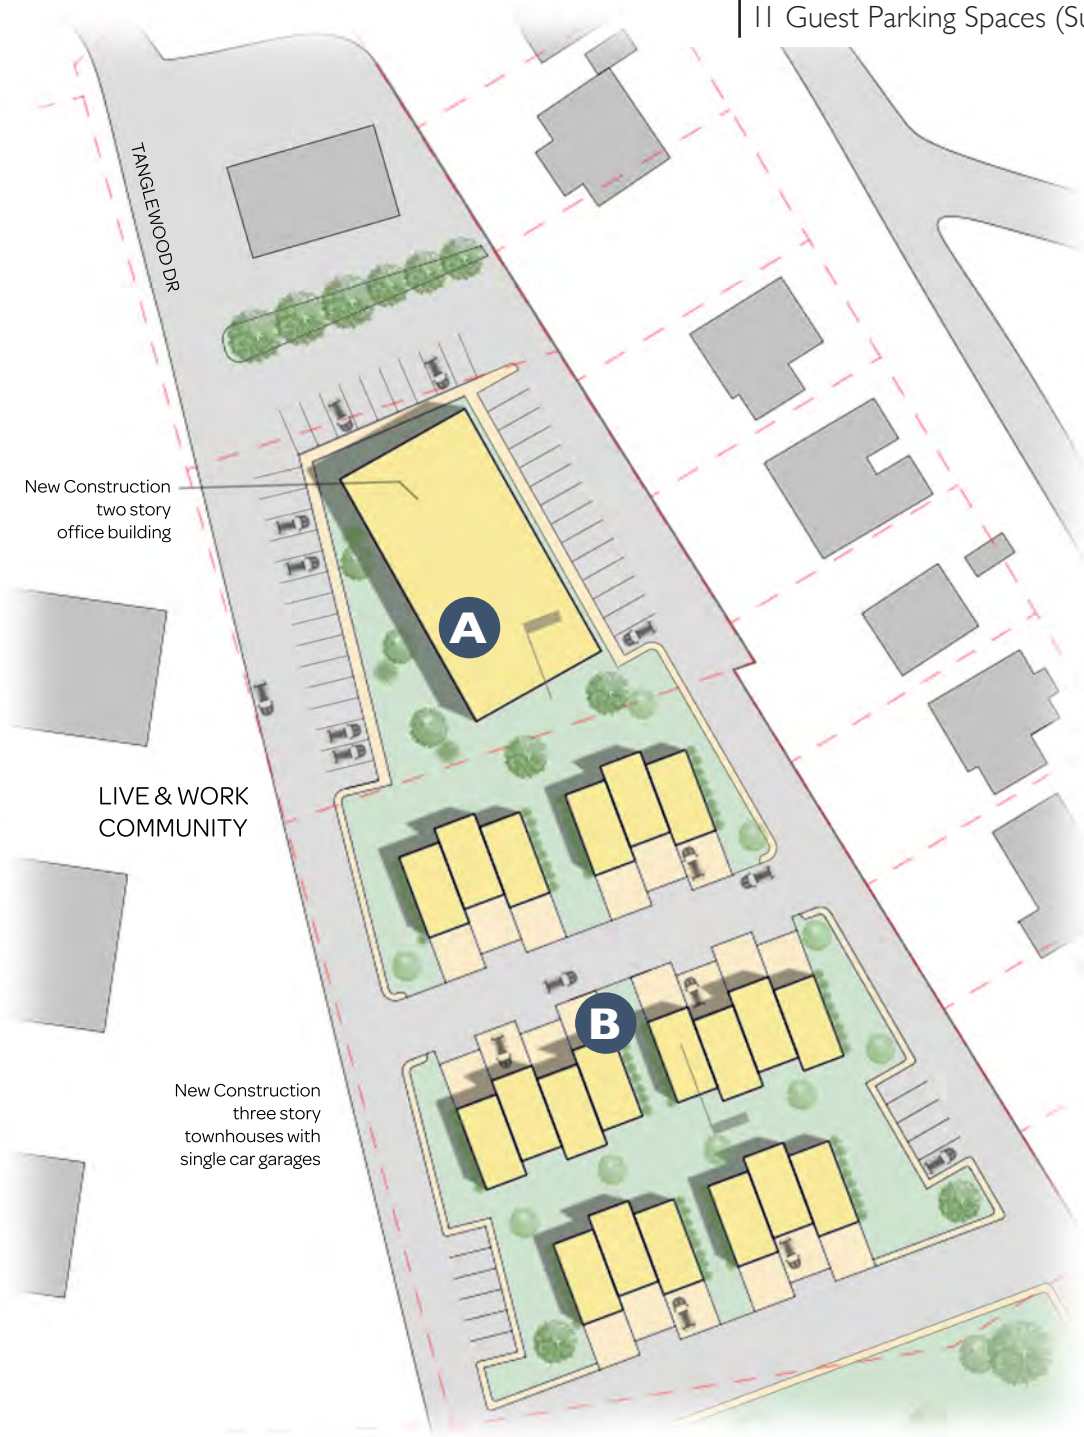 11 Guest Parking Spaces (Su
TANGLEWOOD DR
New Construction
two story
office building
A
LIVE & WORK
COMMUNITY
B
New Construction
three story
townhouses with
single car garages